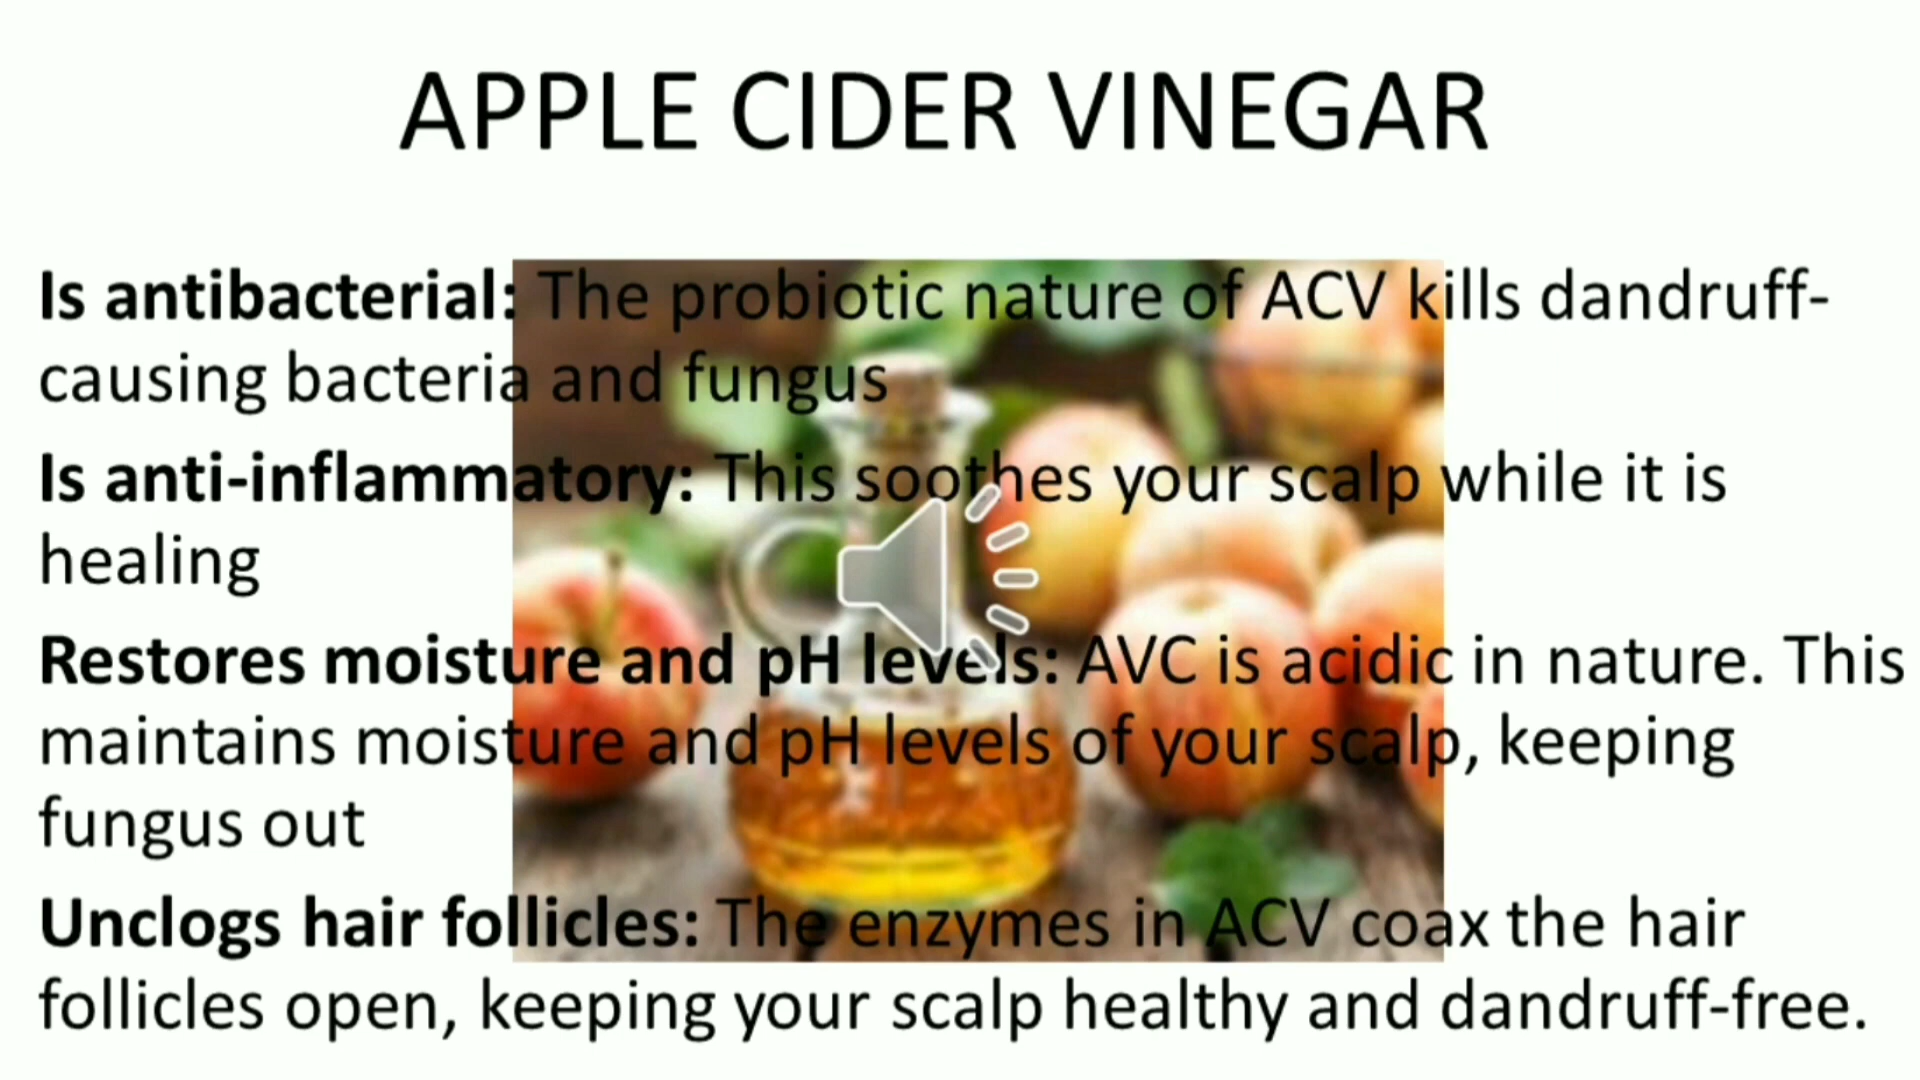 APPLE CIDER VINEGAR
Is antibacterial: The probiotic nature of ACV kills dandruff-
causing bacteria and fungus
Is anti-inflammatory: This soothes your scalp while it is
healing
Restores moisture and pH levels: AVC is acidic in nature. This
maintains moisture and pH levels of your scalp, keeping
fungus out
Unclogs hair follicles: The enzymes in ACV coax the hair
follicles open, keeping your scalp healthy and dandruff-free.